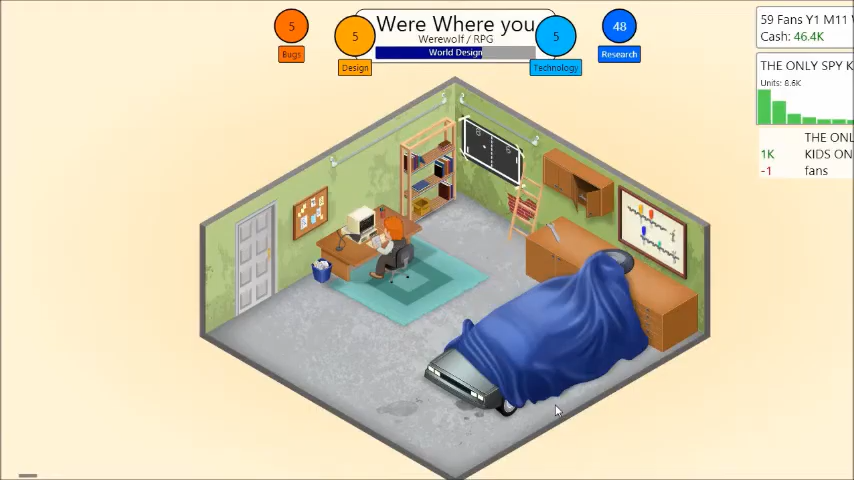 5
Bugs
5
Design
Were Where you
Werewolf / RPG
World Design
5
Technology
48
Research
59 Fans Y1 M11
Cash: 46.4K
THE ONLY SPY K
Units: 8.6K
THE ONL
1K KIDS ON
-1 fans